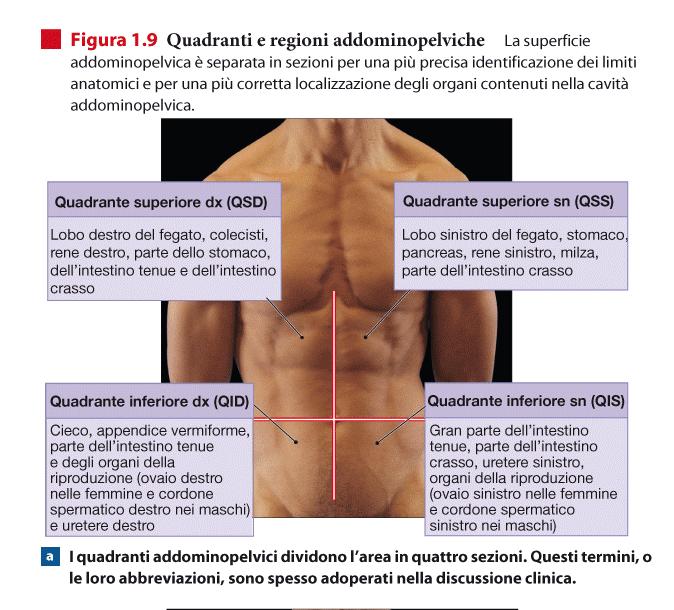 Figura 1.9 Quadranti e regioni addominopelviche La superficie
addominopelvica è separata in sezioni per una più precisa identificazione dei limiti
anatomici e per una più corretta localizzazione degli organi contenuti nella cavità
addominopelvica.
Quadrante superiore dx (QSD)
Lobo destro del fegato, colecisti,
rene destro, parte dello stomaco,
dell'intestino tenue e dell'intestino
crasso
Quadrante superiore sn (QSS)
Lobo sinistro del fegato, stomaco,
pancreas, rene sinistro, milza,
parte dell'intestino crasso
Quadrante inferiore dx (QID)
Cieco, appendice vermiforme,
parte dell'intestino tenue
e degli organi della
riproduzione (ovaio destro
nelle femmine e cordone
spermatico destro nei maschi)
e uretere destro
Quadrante inferiore sn (QIS)
Gran parte dell'intestino
tenue, parte dell'intestino
crasso, uretere sinistro,
organi della riproduzione
(ovaio sinistro nelle femmine
e cordone spermatico
sinistro nei maschi)
a I quadranti addominopelvici dividono l'area in quattro sezioni. Questi termini, o
le loro abbreviazioni, sono spesso adoperati nella discussione clinica.